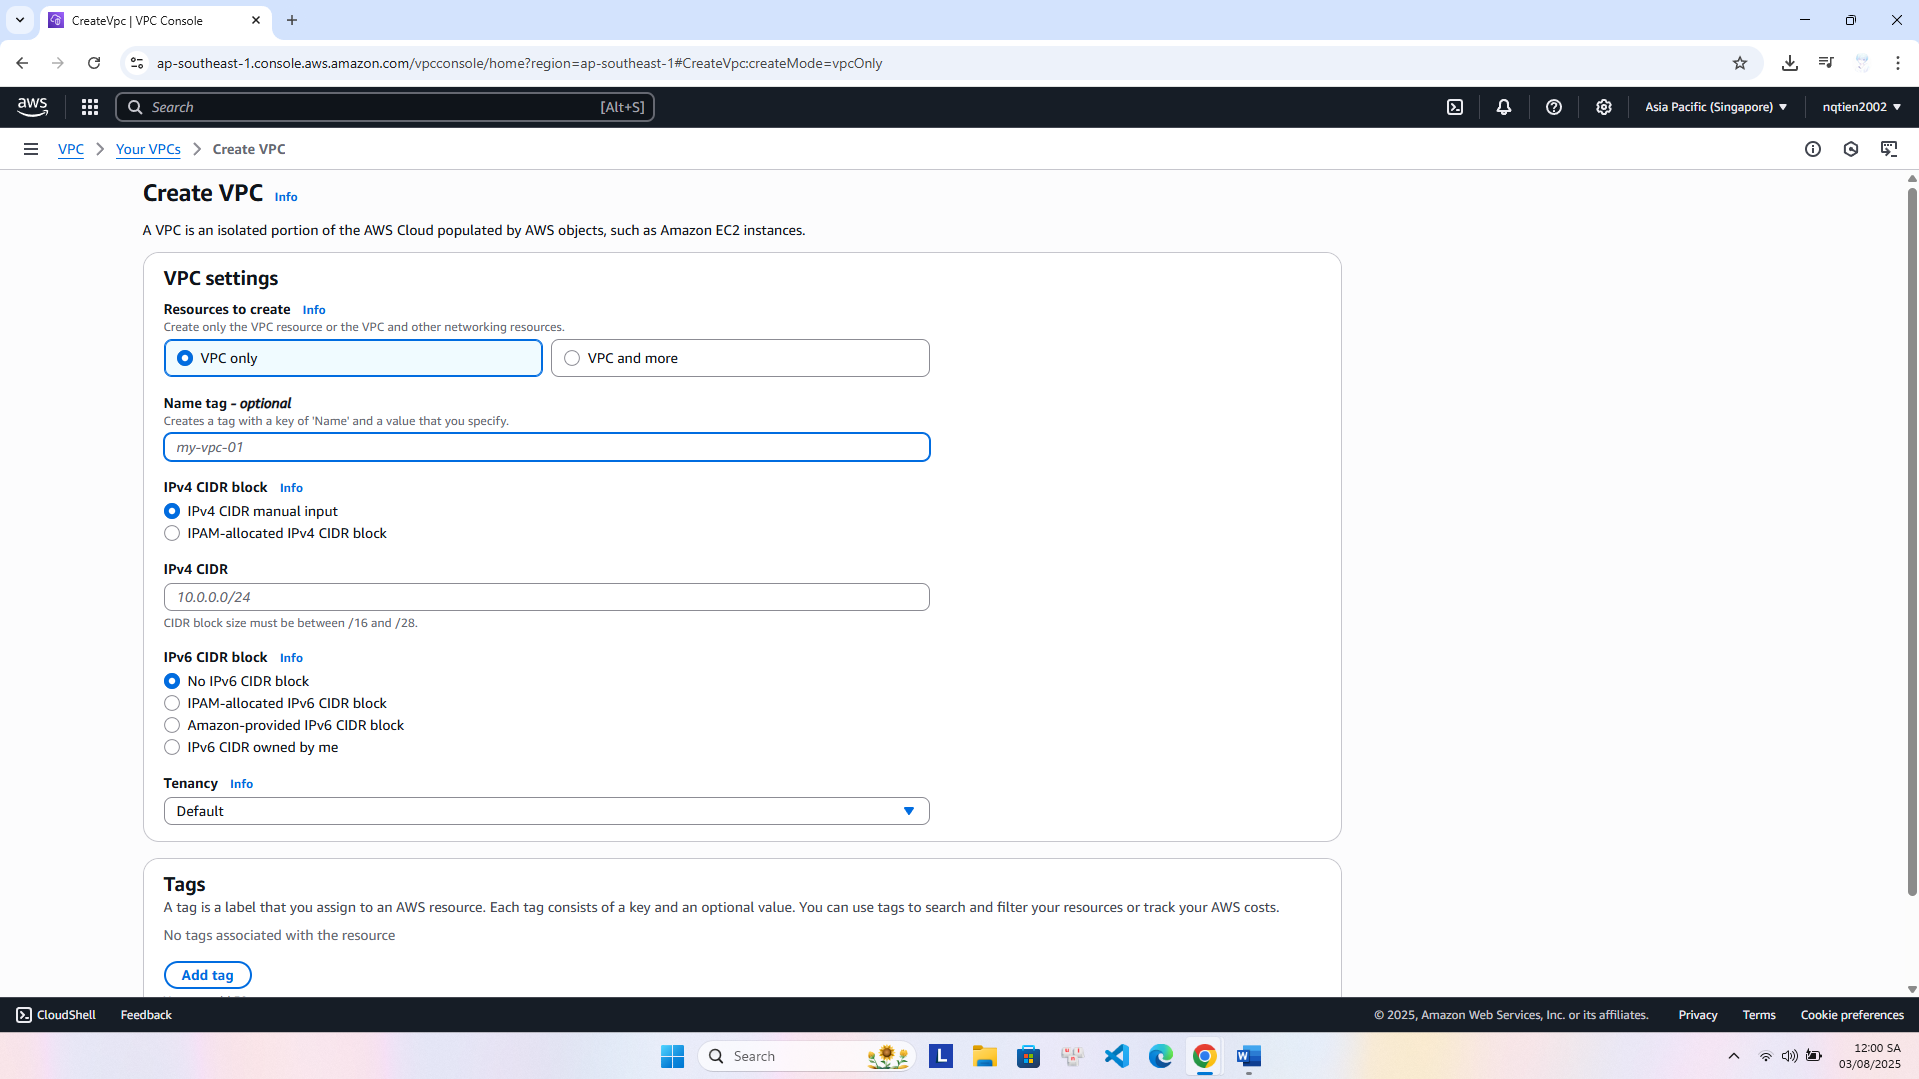 CreateVpc | VPC Console
ap-southeast-1.console.aws.amazon.com/vpcconsole/home?region=ap-southeast-1#CreateVpc:createMode=vpcOnly
aws
Search
[Alt+S]
Asia Pacific (Singapore)
nqtien2002
VPC
Your VPCs
Create VPC
Create VPC Info
A VPC is an isolated portion of the AWS Cloud populated by AWS objects, such as Amazon EC2 instances.
VPC settings
Resources to create Info
Create only the VPC resource or the VPC and other networking resources.
VPC only
VPC and more
Name tag - optional
Creates a tag with a key of 'Name' and a value that you specify.
my-vpc-01
IPv4 CIDR block Info
IPv4 CIDR manual input
IPAM-allocated IPv4 CIDR block
IPv4 CIDR
10.0.0.0/24
CIDR block size must be between /16 and /28.
IPv6 CIDR block Info
No IPv6 CIDR block
IPAM-allocated IPv6 CIDR block
Amazon-provided IPv6 CIDR block
IPv6 CIDR owned by me
Tenancy Info
Default
Tags
A tag is a label that you assign to an AWS resource. Each tag consists of a key and an optional value. You can use tags to search and filter your resources or track your AWS costs.
No tags associated with the resource
Add tag
CloudShell
Feedback
© 2025, Amazon Web Services, Inc. or its affiliates.
Privacy
Terms
Cookie preferences
Search
L
W
12:00 SA
03/08/2025